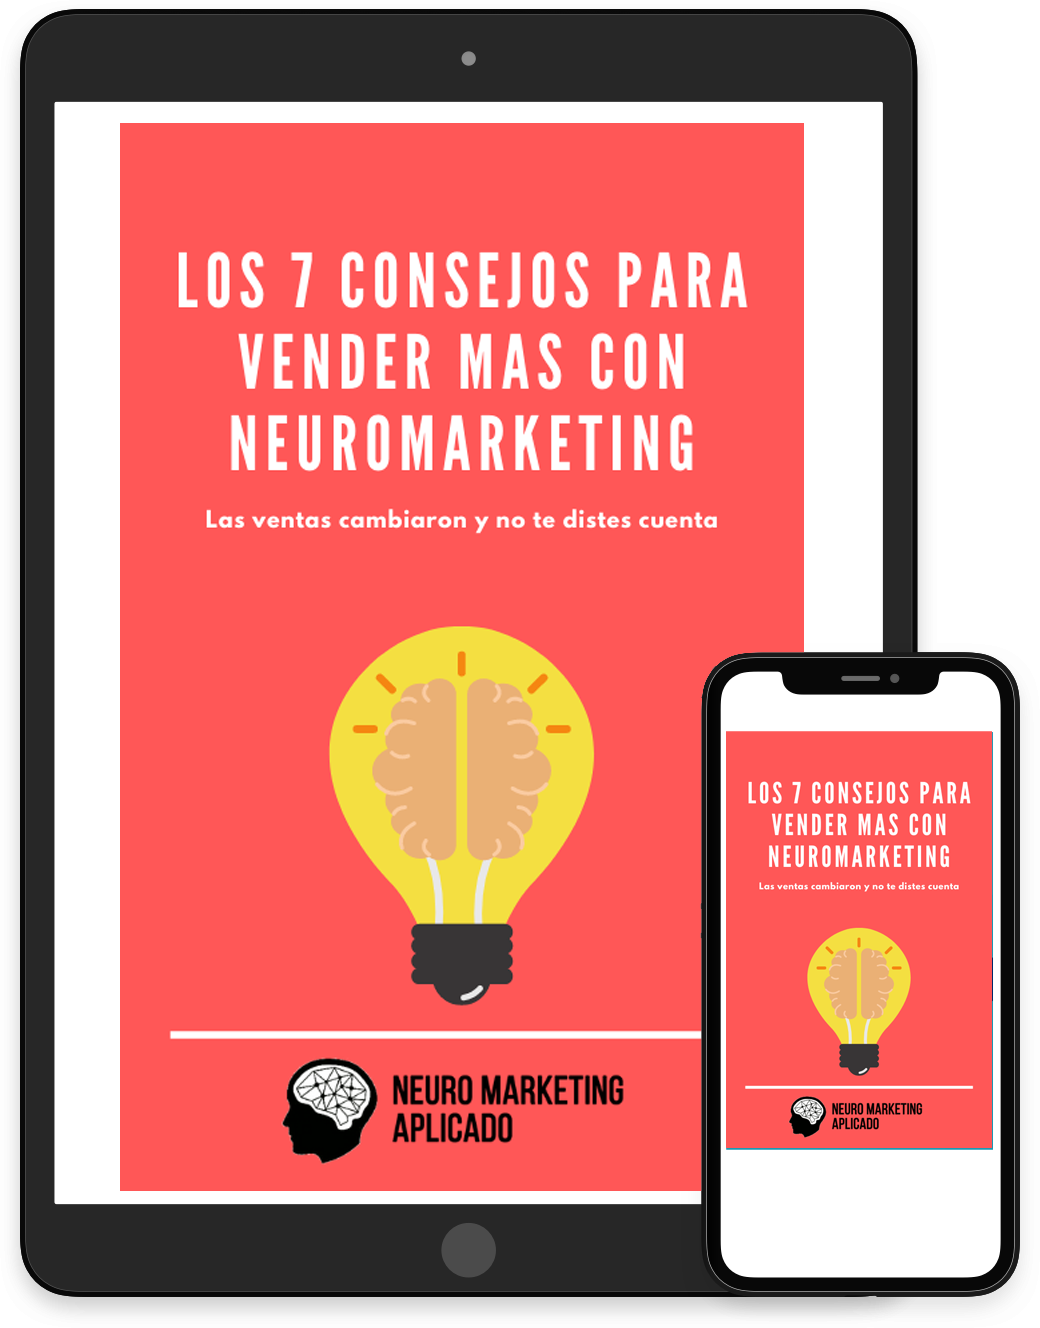 LOS 7 CONSEJOS PARA
VENDER MAS CON
NEUROMARKETING
Las ventas cambiaron y no te distes cuenta
NEURO MARKETING
APLICADO
LOS 7 CONSEJOS PARA
VENDER MAS CON
NEUROMARKETING
Las ventas cambiaron y no te distes cuenta
NEURO MARKETING
APLICADO